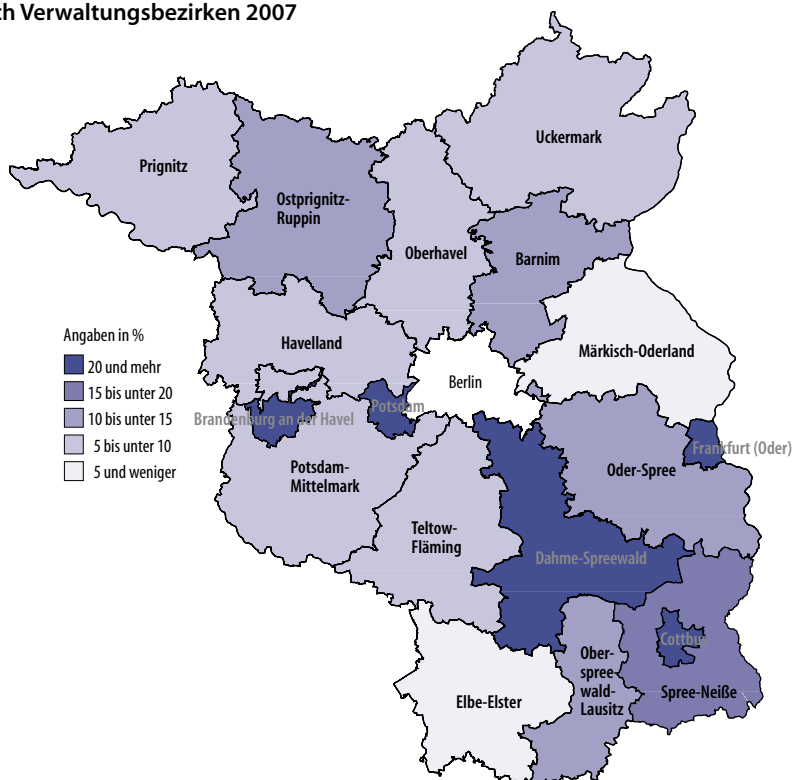 ch Verwaltungsbezirken 2007
Uckermark
Prignitz
Ostprignitz-
Ruppin
Oberhavel
Barnim
Havelland
Märkisch-Oderland
Berlin
Angaben in %
20 und mehr
15 bis unter 20
10 bis unter 15
5 bis unter 10
5 und weniger
Brandenburg an der Havel
Potsdam
Frankfurt (Oder)
Potsdam-
Mittelmark
Oder-Spree
Teltow-
Fläming
Dahme-Spreewald
Cottbus
Ober-
spree-
wald-
Lausitz
Spree-Neiße
Elbe-Elster